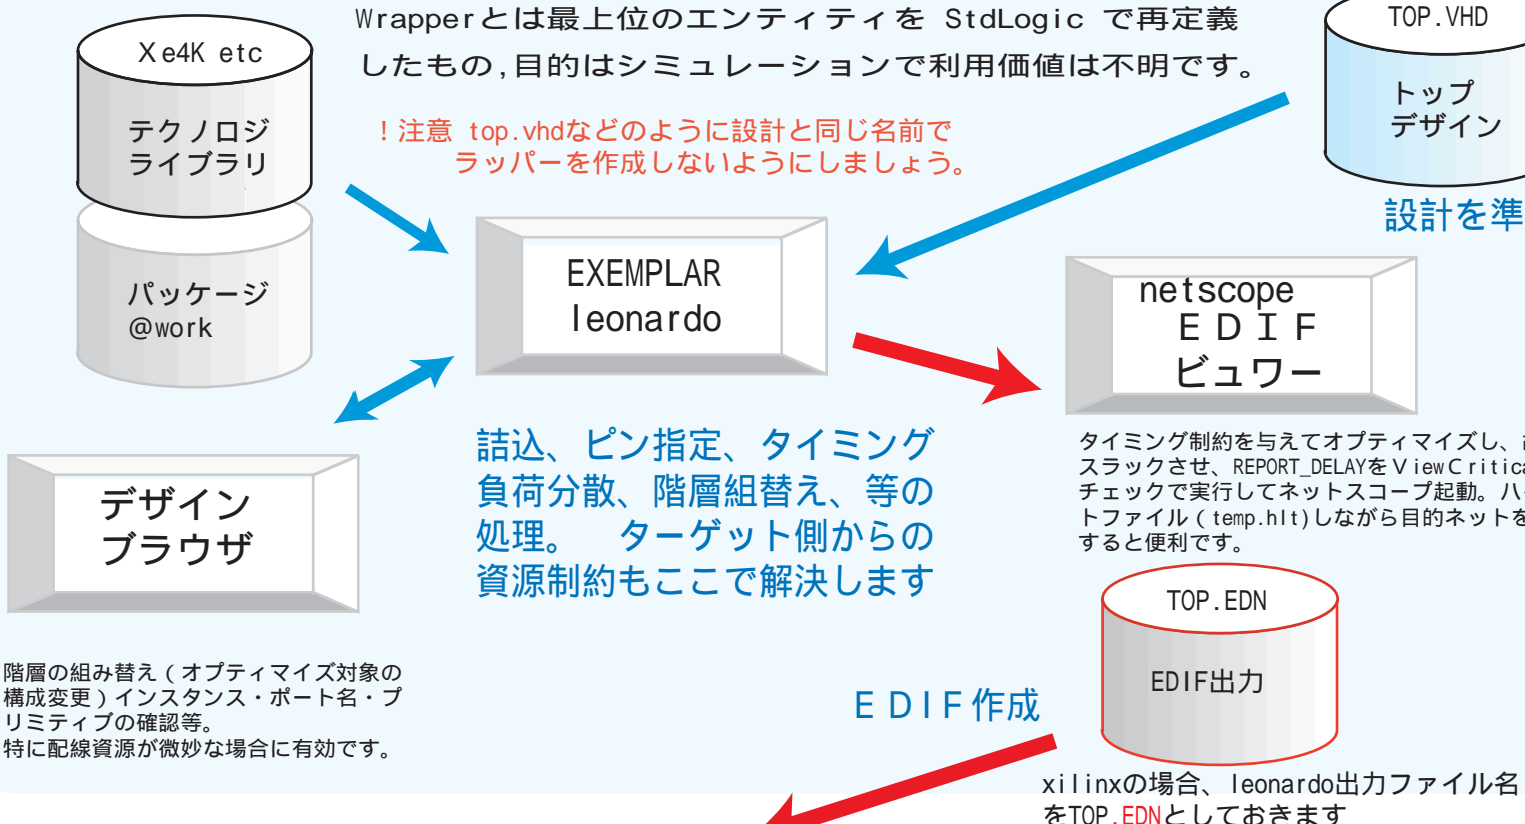 Wrapperとは最上位のエンティティを StdLogic で再定義
したもの,目的はシミュレーションで利用価値は不明です。
!注意 top.vhdなどのように設計と同じ名前で
ラッパーを作成しないようにしましょう。
Xe4K etc
テクノロジ
ライブラリ
パッケージ
@work
TOP.VHD
トップ
デザイン
設計を準
EXEMPLAR
leonardo
netscope
EDIF
ビュワー
詰込、ピン指定、タイミング
負荷分散、階層組替え、等の
処理。 ターゲット側からの
資源制約もここで解決します
タイミング制約を与えてオプティマイズし、
スラックさせ、REPORT_DELAYをViewCritica
チェックで実行してネットスコープ起動。ハ
トファイル(temp.hlt)しながら目的ネットを
すると便利です。
デザイン
ブラウザ
階層の組み替え(オプティマイズ対象の
構成変更)インスタンス・ポート名・プ
リミティブの確認等。
特に配線資源が微妙な場合に有効です。
TOP.EDN
EDIF出力
EDIF作成
xilinxの場合、leonardo出力ファイル名
をTOP.EDNとしておきます